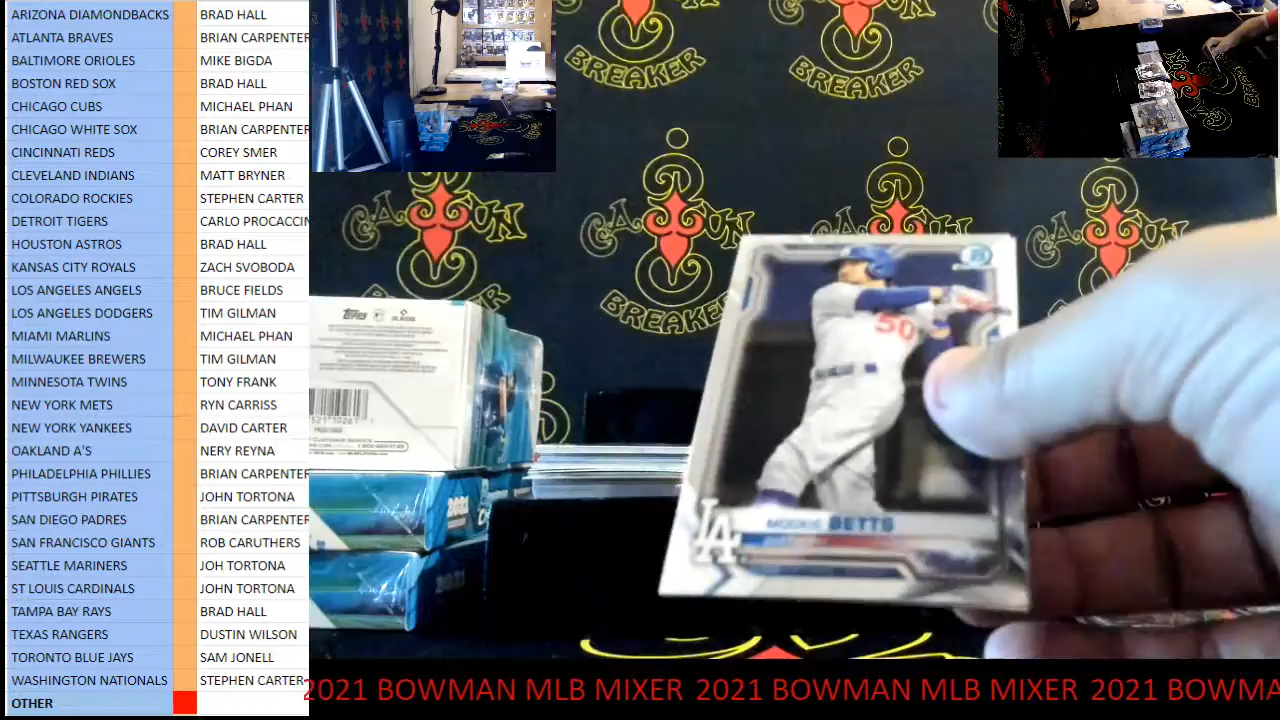 ARIZONA DIAMONDBACKS BRAD HALL
ATLANTA BRAVES BRIAN CARPENTER
BALTIMORE ORIOLES MIKE BIGDA
BOSTON RED SOX BRAD HALL
CHICAGO CUBS MICHAEL PHAN
CHICAGO WHITE SOX BRIAN CARPENTER
CINCINNATI REDS COREY SMER
CLEVELAND INDIANS MATT BRYNER
COLORADO ROCKIES STEPHEN CARTER
DETROIT TIGERS CARLO PROCACCIN
HOUSTON ASTROS BRAD HALL
KANSAS CITY ROYALS ZACH SVOBODA
LOS ANGELES ANGELS BRUCE FIELDS
LOS ANGELES DODGERS TIM GILMAN
MIAMI MARLINS MICHAEL PHAN
MILWAUKEE BREWERS TIM GILMAN
MINNESOTA TWINS TONY FRANK
NEW YORK METS RYN CARRISS
NEW YORK YANKEES DAVID CARTER
OAKLAND A'S NERY REYNA
PHILADELPHIA PHILLIES BRIAN CARPENTER
PITTSBURGH PIRATES JOHN TORTONA
SAN DIEGO PADRES BRIAN CARPENTER
SAN FRANCISCO GIANTS ROB CARUTHERS
SEATTLE MARINERS JOH TORTONA
ST LOUIS CARDINALS JOHN TORTONA
TAMPA BAY RAYS BRAD HALL
TEXAS RANGERS DUSTIN WILSON
TORONTO BLUE JAYS SAM JONELL
WASHINGTON NATIONALS STEPHEN CARTER
OTHER
BREAKER
BREAKER
CAJUN
BREAKER
BREAKER
Topps
50
MOOKIE BETTS
LA
2021
2021
2021 BOWMAN MLB MIXER 2021 BOWMAN MLB MIXER 2021 BOWMA